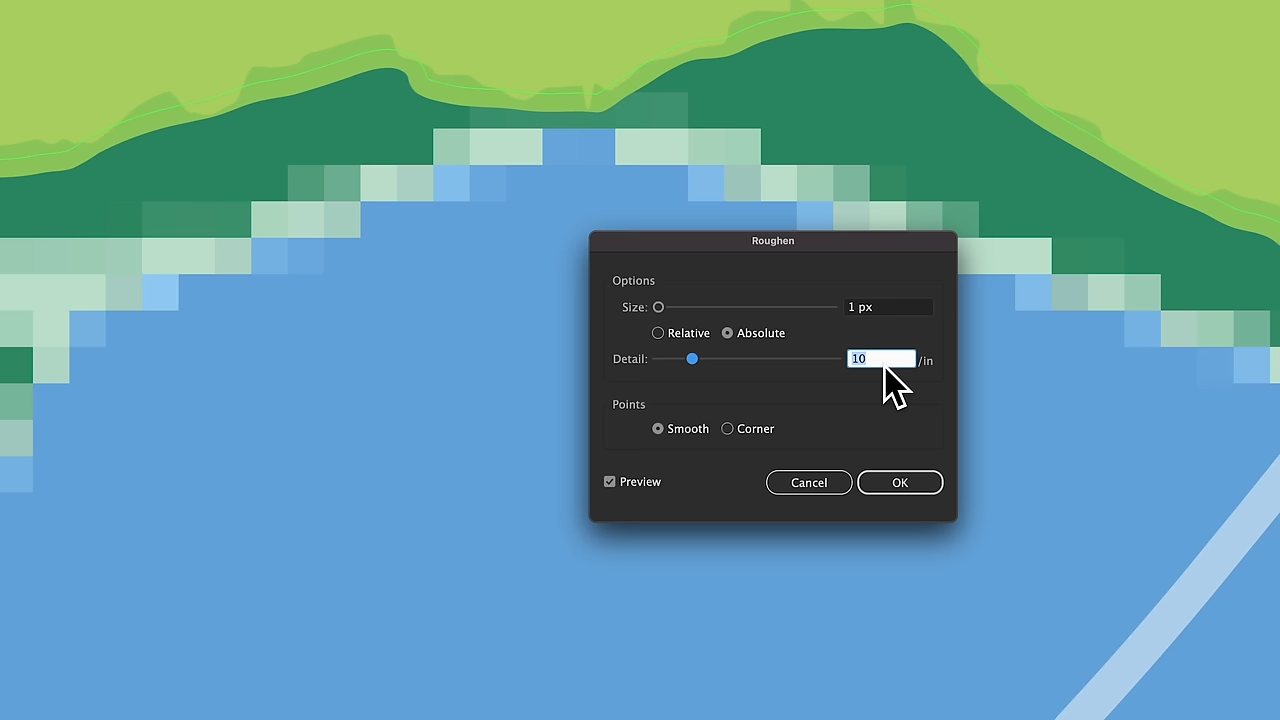 Roughen
Options
Size: 1 px
Relative Absolute
Detail: 10 /in
Points
Smooth Corner
Preview Cancel OK